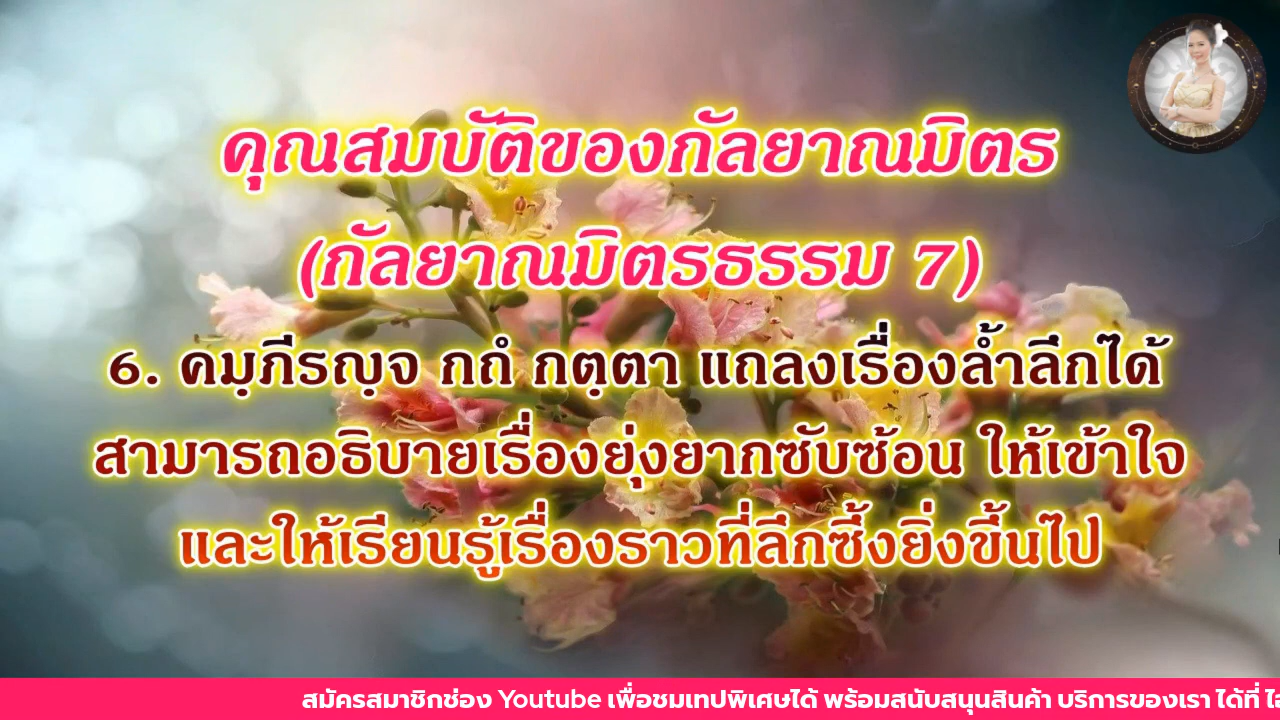 คุณสมบัติของกัลยาณมิตร
(กัลยาณมิตรธรรม 7)
6. คมฺภีรญฺจ กถํ กตฺตา แถลงเรื่องล้ำลึกได้
สามารถอธิบายเรื่องยุ่งยากซับซ้อน ให้เข้าใจ
และให้เรียนรู้เรื่องราวที่ลึกซึ้งยิ่งขึ้นไป
สมัครสมาชิกช่อง Youtube เพื่อชมเทปพิเศษได้ พร้อมสนับสนุนสินค้า บริการของเรา ได้ที่